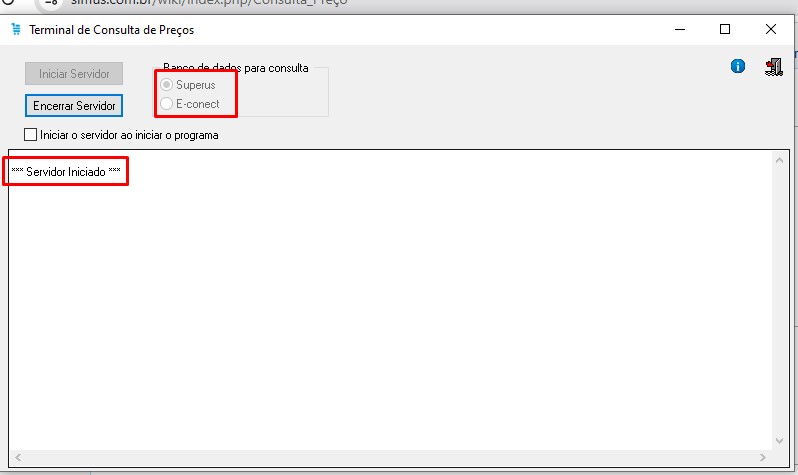 simus.com.br/wiki/index.php/Consulta_Preço
Terminal de Consulta de Preços
Iniciar Servidor
Banco de dados para consulta
Superus
Encerrar Servidor
E-conect
Iniciar o servidor ao iniciar o programa
*** Servidor Iniciado ***